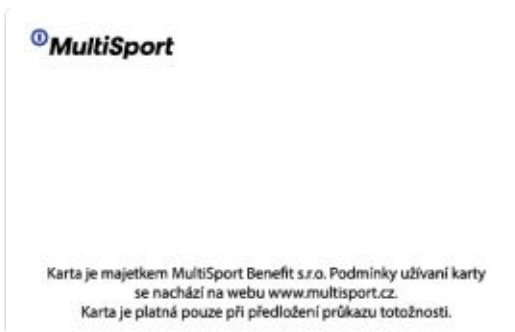 MultiSport
Karta je majetkem MultiSport Benefit s.r.o. Podmínky užívaní karty
se nachází na webu www.multisport.cz.
Karta je platná pouze při předložení průkazu totožnosti.